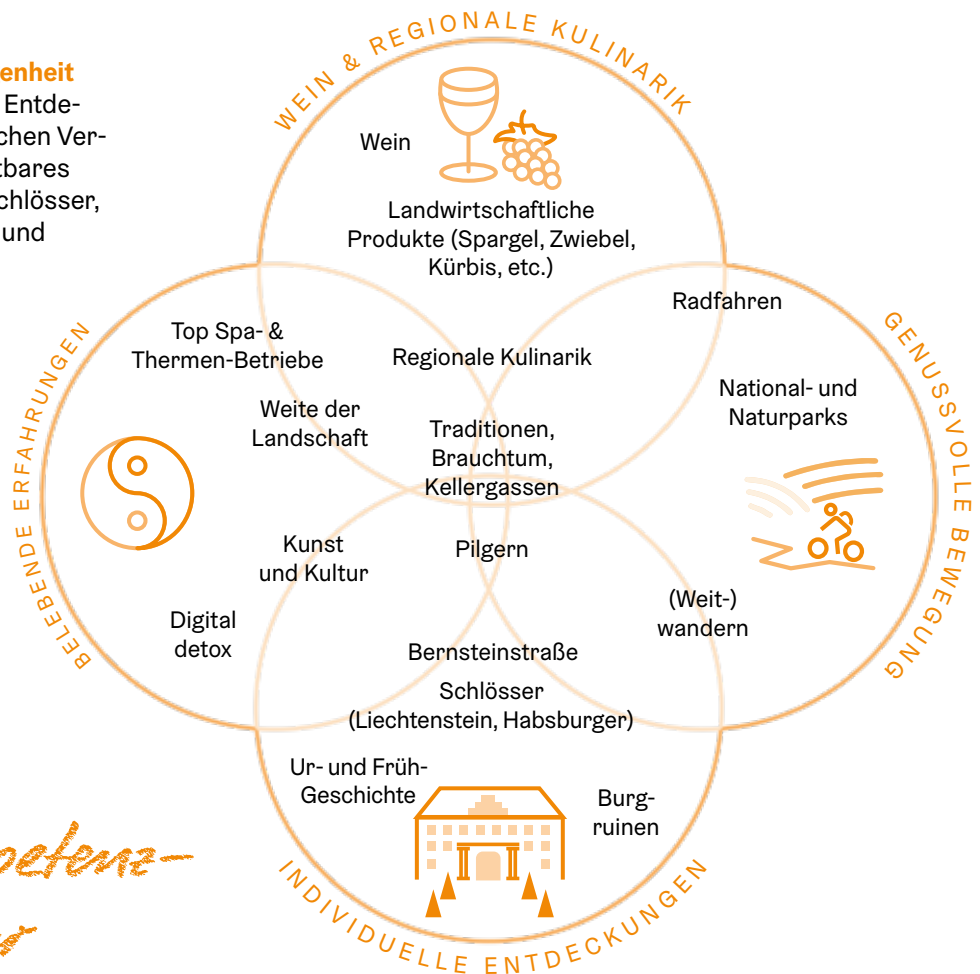 enheit
Entde-
chen Ver-
tbares
chlösser,
und
WEIN & REGIONALE KULINARIK
Wein
Landwirtschaftliche
Produkte (Spargel, Zwiebel,
Kürbis, etc.)
Radfahren
GENUSSVOLLE BEWEGUNG
BELEBENDE ERFAHRUNGEN
Top Spa- &
Thermen-Betriebe
Regionale Kulinarik
National- und
Naturparks
Weite der
Landschaft
Traditionen,
Brauchtum,
Kellergassen
Kunst
und Kultur
Pilgern
(Weit-)
wandern
Digital
detox
Bernsteinstraße
Schlösser
(Liechtenstein, Habsburger)
Ur- und Früh-
Geschichte
Burg-
ruinen
petenz-
INDIVIDUELLE ENTDECKUNGEN